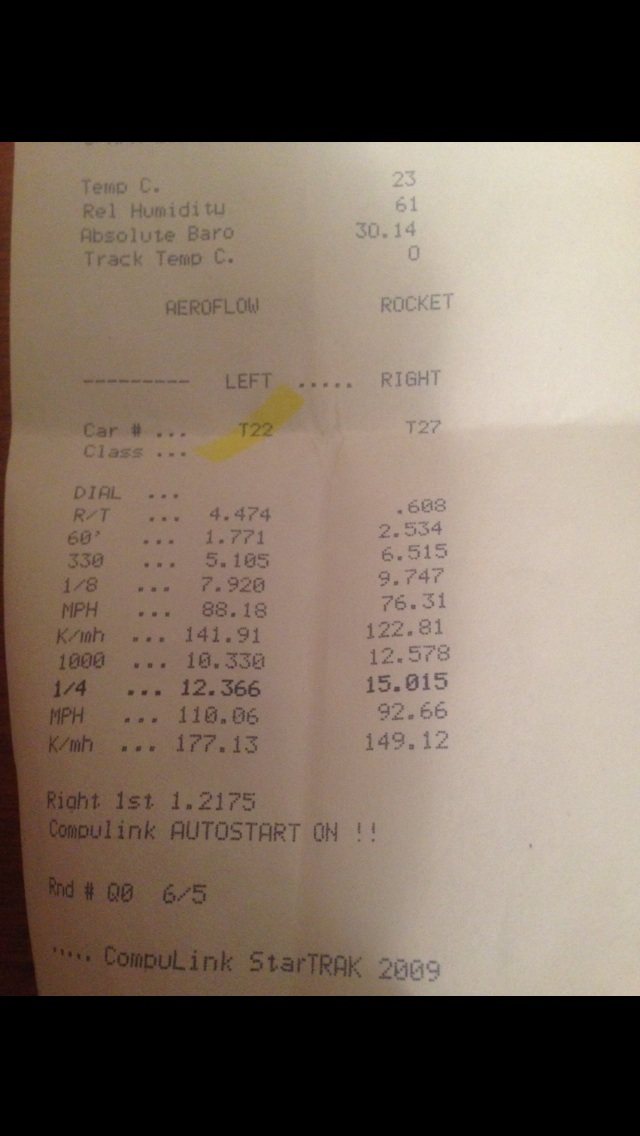 Temp C. 23
Rel Humidity 61
Absolute Baro 30.14
Track Temp C. 0
AEROFLOW ROCKET
--------- LEFT ..... RIGHT
Car # ... T22 T27
Class ...
DIAL ...
R/T ... 4.474 .608
60' ... 1.771 2.534
330 ... 5.105 6.515
1/8 ... 7.920 9.747
MPH ... 88.18 76.31
K/mh ... 141.91 122.81
1000 ... 10.330 12.578
1/4 ... 12.366 15.015
MPH ... 110.06 92.66
K/mh ... 177.13 149.12
Right 1st 1.2175
Compulink AUTOSTART ON !!
Rnd # Q0 6/5
..... CompuLink StarTRAK 2009